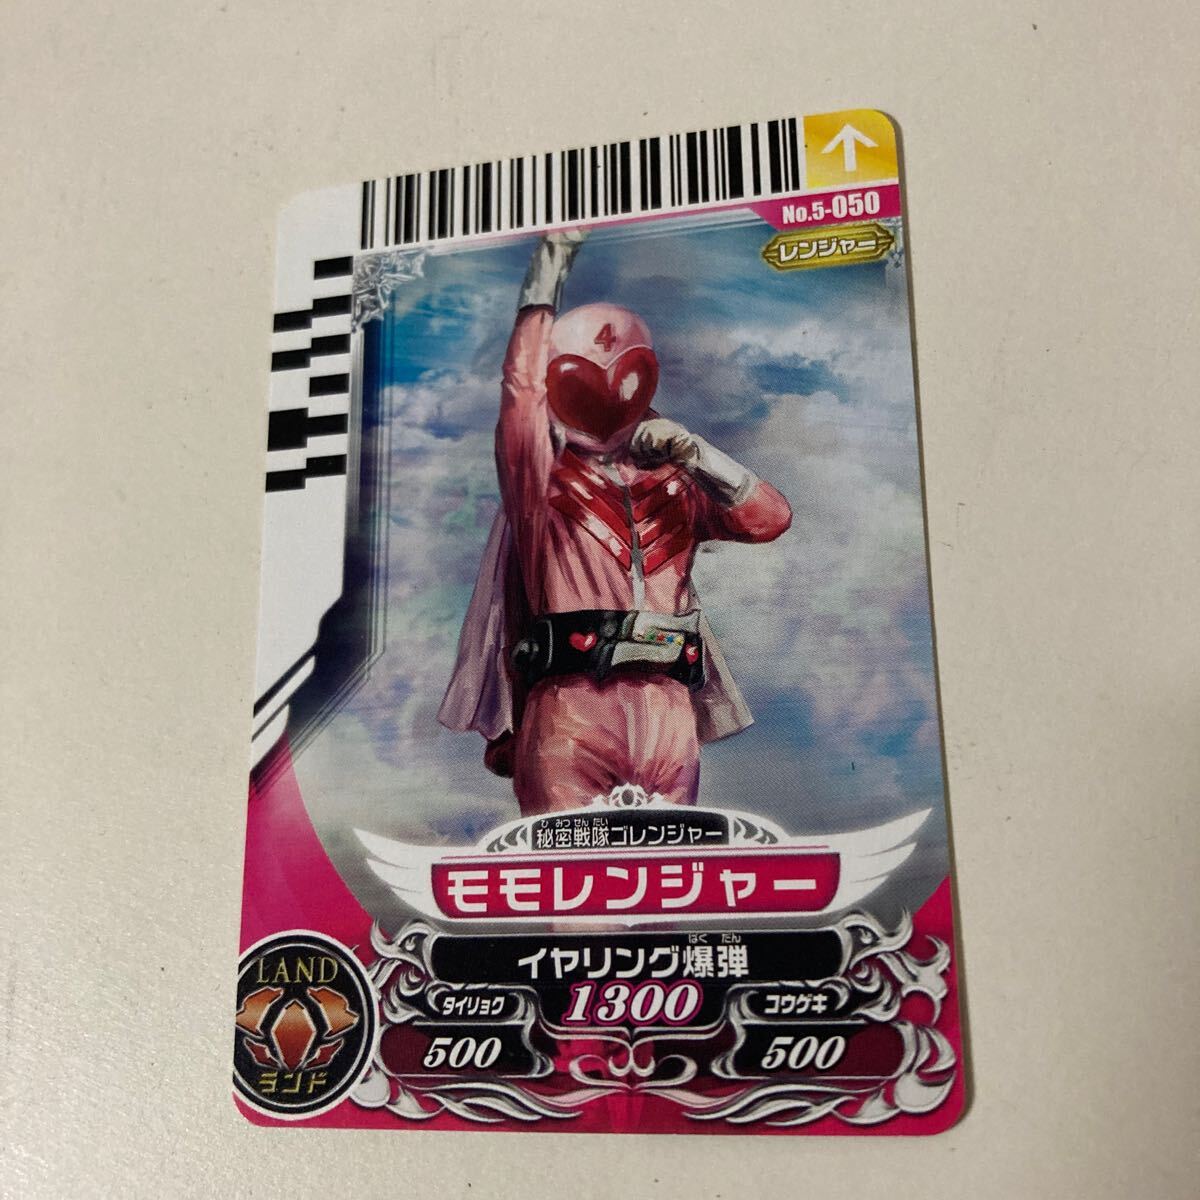 No.5-050
レンジャー
4
ひ みつ せん たい
秘密戦隊ゴレンジャー
モモレンジャー
ばく だん
イヤリング爆弾
1300
タイリョク
500
コウゲキ
500
LAND
ランド